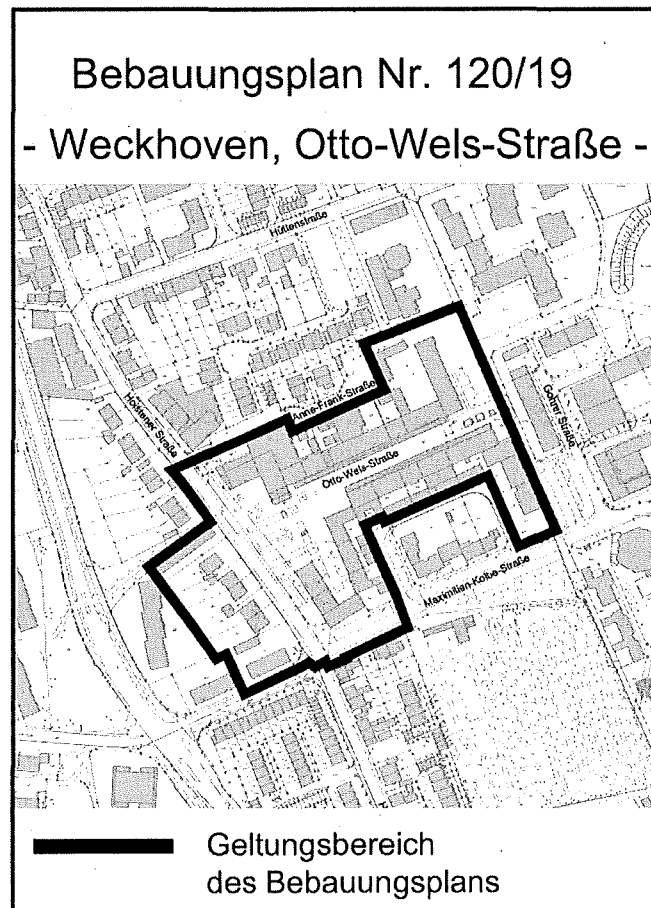 Bebauungsplan Nr. 120/19
- Weckhoven, Otto-Wels-Straße -
Hüttenstraße
Anne-Frank-Straße
Hoistener Straße
Gohrer Straße
Otto-Wels-Straße
Maximilian-Kolbe-Straße
Geltungsbereich
des Bebauungsplans